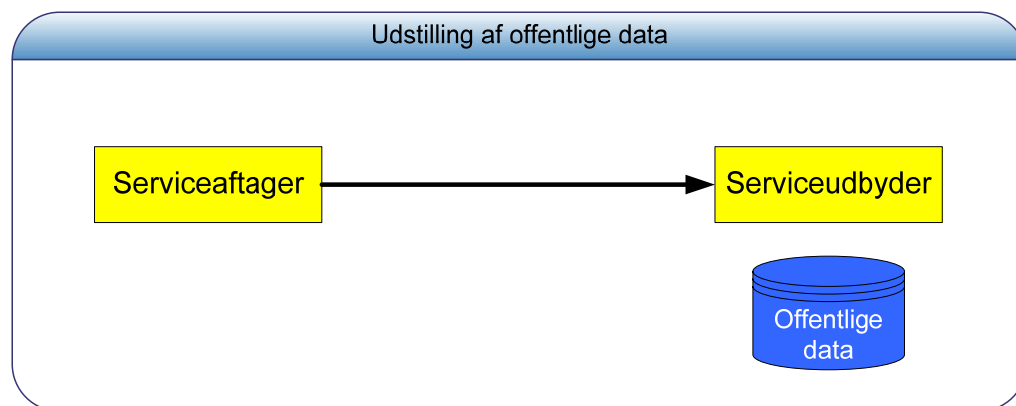 Udstilling af offentlige data
Serviceaftager
Serviceudbyder
Offentlige
data